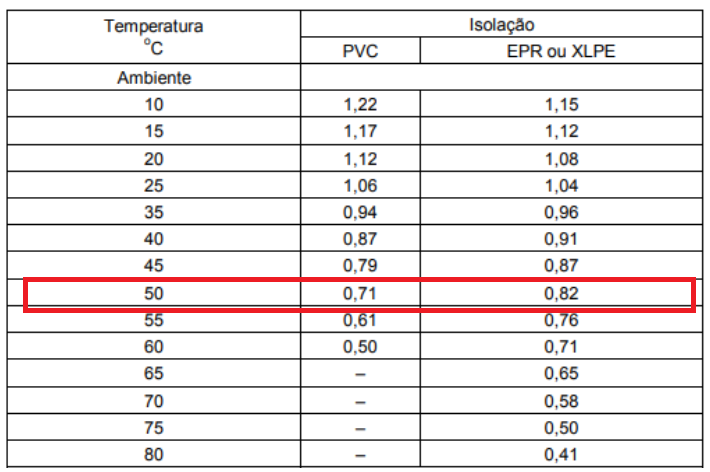 Temperatura Isolação
°C PVC EPR ou XLPE
Ambiente
10 1,22 1,15
15 1,17 1,12
20 1,12 1,08
25 1,06 1,04
35 0,94 0,96
40 0,87 0,91
45 0,79 0,87
50 0,71 0,82
55 0,61 0,76
60 0,50 0,71
65 – 0,65
70 – 0,58
75 – 0,50
80 – 0,41